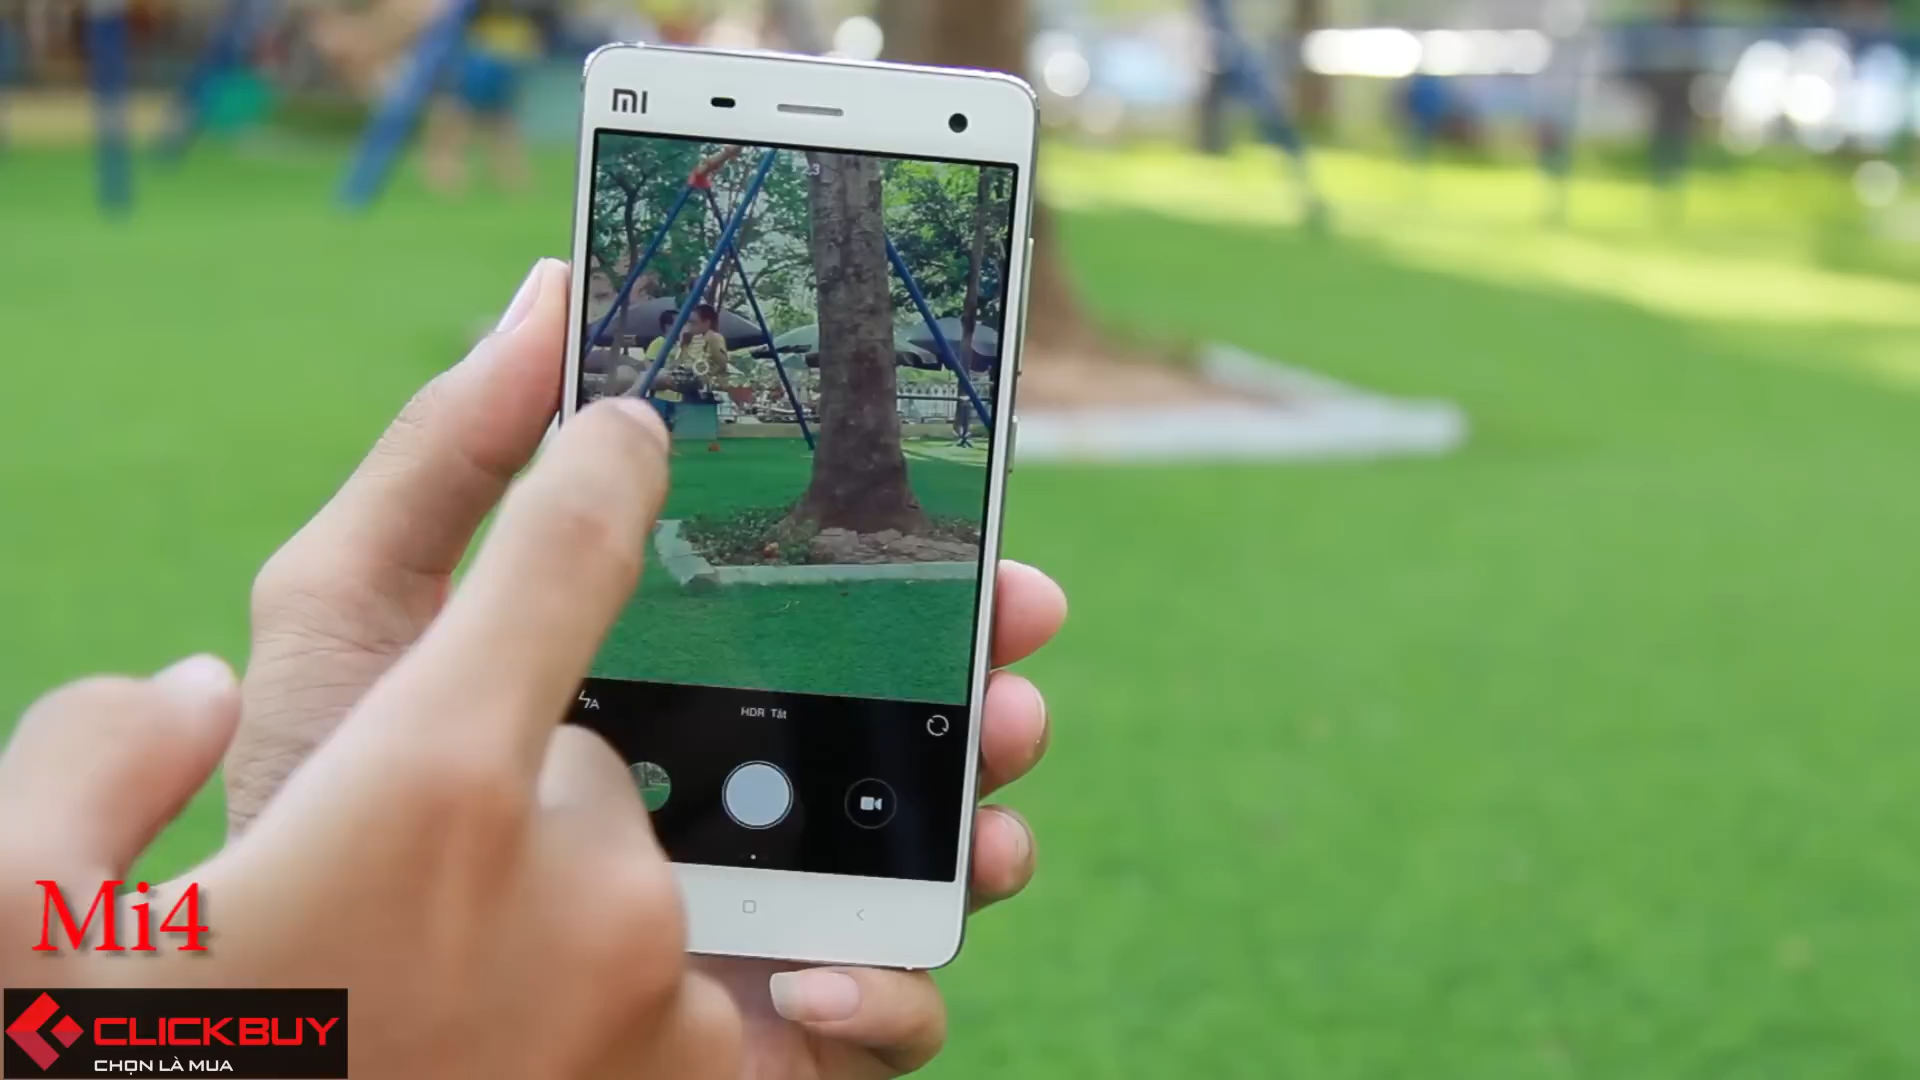 MI
HDR Tắt
A
Mi4
CLICKBUY
CHỌN LÀ MUA